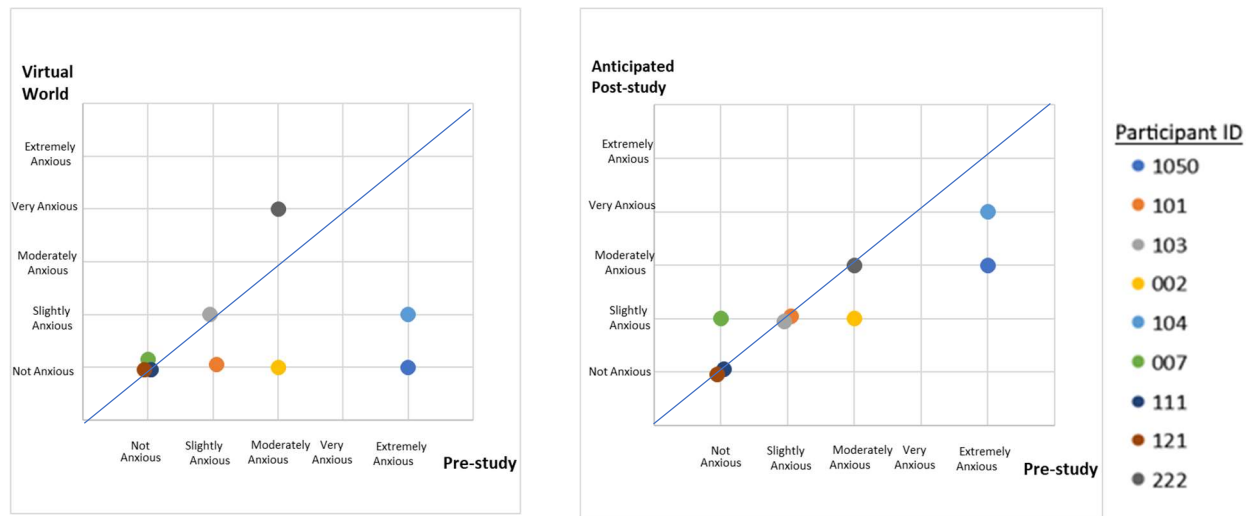 Virtual
World
Extremely
Anxious
Very Anxious
Moderately
Anxious
Slightly
Anxious
Not Anxious
Not
Anxious
Slightly
Anxious
Moderately
Anxious
Very
Anxious
Extremely
Anxious
Pre-study
Anticipated
Post-study
Extremely
Anxious
Very Anxious
Moderately
Anxious
Slightly
Anxious
Not Anxious
Not
Anxious
Slightly
Anxious
Moderately
Anxious
Very
Anxious
Extremely
Anxious
Pre-study
Participant ID
1050
101
103
002
104
007
111
121
222